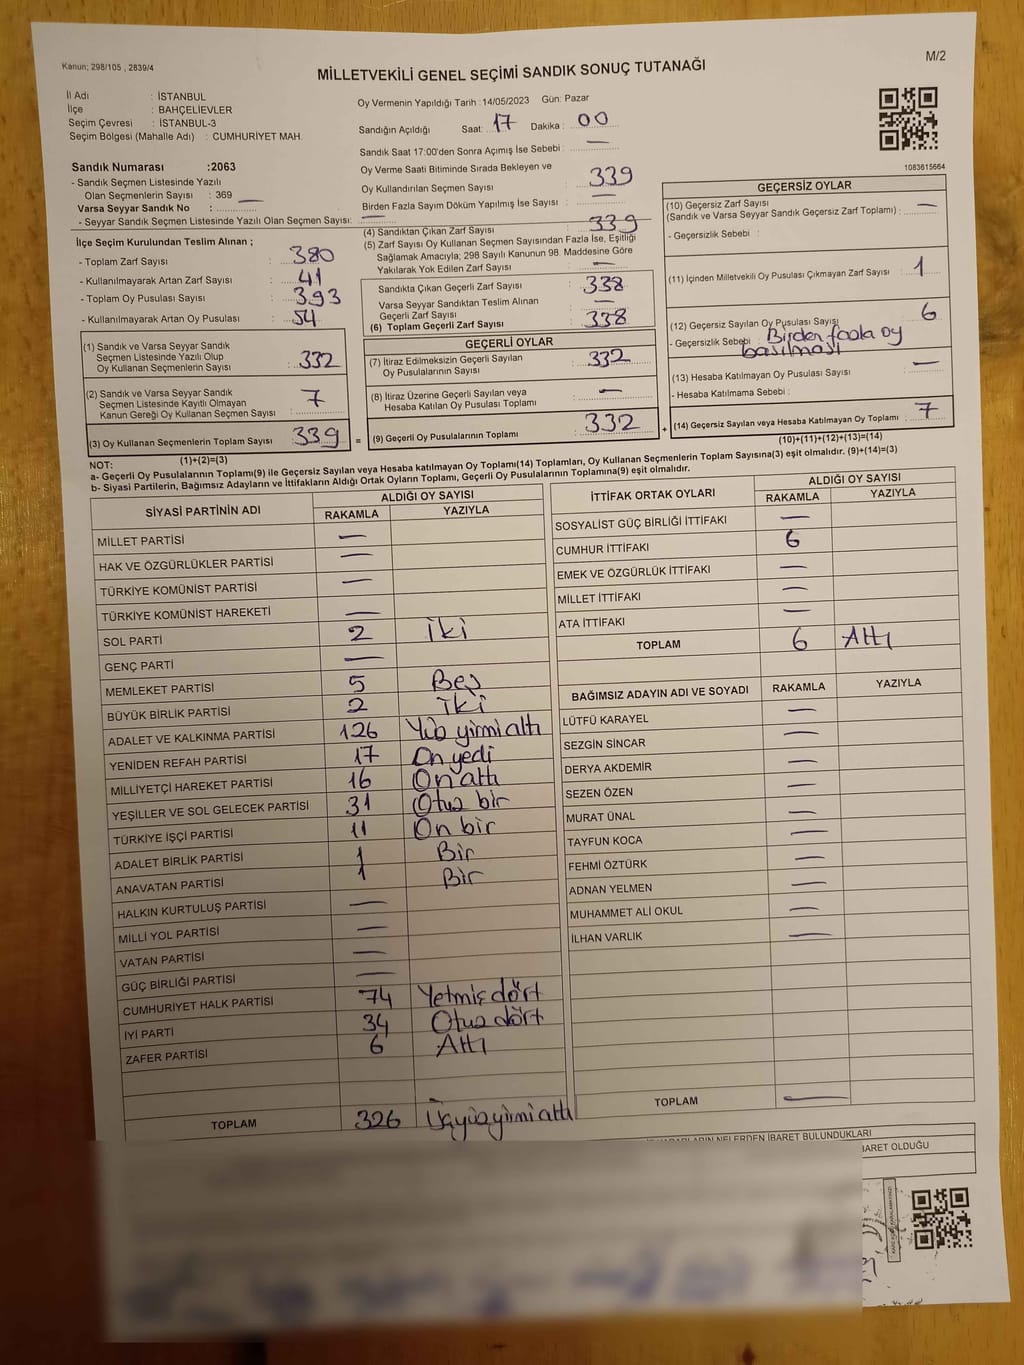 Kanun; 298/105 , 2839/4
M/2
MİLLETVEKİLİ GENEL SEÇİMİ SANDIK SONUÇ TUTANAĞI
İl Adı : İSTANBUL
İlçe : BAHÇELİEVLER
Seçim Çevresi : İSTANBUL-3
Seçim Bölgesi (Mahalle Adı) : CUMHURİYET MAH.
Sandık Numarası :2063
- Sandık Seçmen Listesinde Yazılı
Olan Seçmenlerin Sayısı : 369 —
Varsa Seyyar Sandık No :
- Seyyar Sandık Seçmen Listesinde Yazılı Olan Seçmen Sayısı: —
Oy Vermenin Yapıldığı Tarih :14/05/2023 Gün: Pazar
Sandığın Açıldığı Saat: 17 Dakika : 00
Sandık Saat 17:00'den Sonra Açımış İse Sebebi : —
Oy Verme Saati Bitiminde Sırada Bekleyen ve
Oy Kullandırılan Seçmen Sayısı : 339
Birden Fazla Sayım Döküm Yapılmış İse Sayısı : —
1083615664
İlçe Seçim Kurulundan Teslim Alınan ;
- Toplam Zarf Sayısı : 380
- Kullanılmayarak Artan Zarf Sayısı : 41
- Toplam Oy Pusulası Sayısı : 393
- Kullanılmayarak Artan Oy Pusulası : 54
(1) Sandık ve Varsa Seyyar Sandık
Seçmen Listesinde Yazılı Olup
Oy Kullanan Seçmenlerin Sayısı : 332
(2) Sandık ve Varsa Seyyar Sandık
Seçmen Listesinde Kayıtlı Olmayan
Kanun Gereği Oy Kullanan Seçmen Sayısı : 7
(3) Oy Kullanan Seçmenlerin Toplam Sayısı : 339
(1)+(2)=(3)
(4) Sandıktan Çıkan Zarf Sayısı : 339
(5) Zarf Sayısı Oy Kullanan Seçmen Sayısından Fazla İse, Eşitliği
Sağlamak Amacıyla; 298 Sayılı Kanunun 98. Maddesine Göre
Yakılarak Yok Edilen Zarf Sayısı : —
Sandıkta Çıkan Geçerli Zarf Sayısı : 338
Varsa Seyyar Sandıktan Teslim Alınan
Geçerli Zarf Sayısı : —
(6) Toplam Geçerli Zarf Sayısı : 338
GEÇERLİ OYLAR
(7) İtiraz Edilmeksizin Geçerli Sayılan
Oy Pusulalarının Sayısı : 332
(8) İtiraz Üzerine Geçerli Sayılan veya
Hesaba Katılan Oy Pusulası Toplamı : —
= (9) Geçerli Oy Pusulalarının Toplamı : 332 +
GEÇERSİZ OYLAR
(10) Geçersiz Zarf Sayısı
(Sandık ve Varsa Seyyar Sandık Geçersiz Zarf Toplamı) : —
- Geçersizlik Sebebi :
(11) İçinden Milletvekili Oy Pusulası Çıkmayan Zarf Sayısı : 1
(12) Geçersiz Sayılan Oy Pusulası Sayısı : 6
- Geçersizlik Sebebi : Birden fazla oy
basılması
(13) Hesaba Katılmayan Oy Pusulası Sayısı : —
- Hesaba Katılmama Sebebi :
(14) Geçersiz Sayılan veya Hesaba Katılmayan Oy Toplamı : 7
(10)+(11)+(12)+(13)=(14)
NOT:
a- Geçerli Oy Pusulalarının Toplamı(9) ile Geçersiz Sayılan veya Hesaba katılmayan Oy Toplamı(14) Toplamları, Oy Kullanan Seçmenlerin Toplam Sayısına(3) eşit olmalıdır. (9)+(14)=(3)
b- Siyasi Partilerin, Bağımsız Adayların ve İttifakların Aldığı Ortak Oyların Toplamı, Geçerli Oy Pusulalarının Toplamına(9) eşit olmalıdır.
SİYASİ PARTİNİN ADI
ALDIĞI OY SAYISI
RAKAMLA YAZIYLA
MİLLET PARTİSİ —
HAK VE ÖZGÜRLÜKLER PARTİSİ —
TÜRKİYE KOMÜNİST PARTİSİ —
TÜRKİYE KOMÜNİST HAREKETİ —
SOL PARTİ 2 iki
GENÇ PARTİ —
MEMLEKET PARTİSİ 5 Beş
BÜYÜK BİRLİK PARTİSİ 2 iki
ADALET VE KALKINMA PARTİSİ 126 Yüz yirmi altı
YENİDEN REFAH PARTİSİ 17 On yedi
MİLLİYETÇİ HAREKET PARTİSİ 16 On altı
YEŞİLLER VE SOL GELECEK PARTİSİ 31 Otuz bir
TÜRKİYE İŞÇİ PARTİSİ 11 On bir
ADALET BİRLİK PARTİSİ 1 Bir
ANAVATAN PARTİSİ 1 Bir
HALKIN KURTULUŞ PARTİSİ —
MİLLİ YOL PARTİSİ —
VATAN PARTİSİ —
GÜÇ BİRLİĞİ PARTİSİ —
CUMHURİYET HALK PARTİSİ 74 Yetmiş dört
İYİ PARTİ 34 Otuz dört
ZAFER PARTİSİ 6 Altı
TOPLAM 326 Üçyüzyirmialtı
İTTİFAK ORTAK OYLARI
ALDIĞI OY SAYISI
RAKAMLA YAZIYLA
SOSYALİST GÜÇ BİRLİĞİ İTTİFAKI —
CUMHUR İTTİFAKI 6
EMEK VE ÖZGÜRLÜK İTTİFAKI —
MİLLET İTTİFAKI —
ATA İTTİFAKI —
TOPLAM 6 Altı
BAĞIMSIZ ADAYIN ADI VE SOYADI RAKAMLA YAZIYLA
LÜTFÜ KARAYEL —
SEZGİN SİNCAR —
DERYA AKDEMİR —
SEZEN ÖZEN —
MURAT ÜNAL —
TAYFUN KOCA —
FEHMİ ÖZTÜRK —
ADNAN YELMEN —
MUHAMMET ALİ OKUL —
İLHAN VARLIK —
TOPLAM —
NELERDEN İBARET BULUNDUKLARI
İBARET OLDUĞU